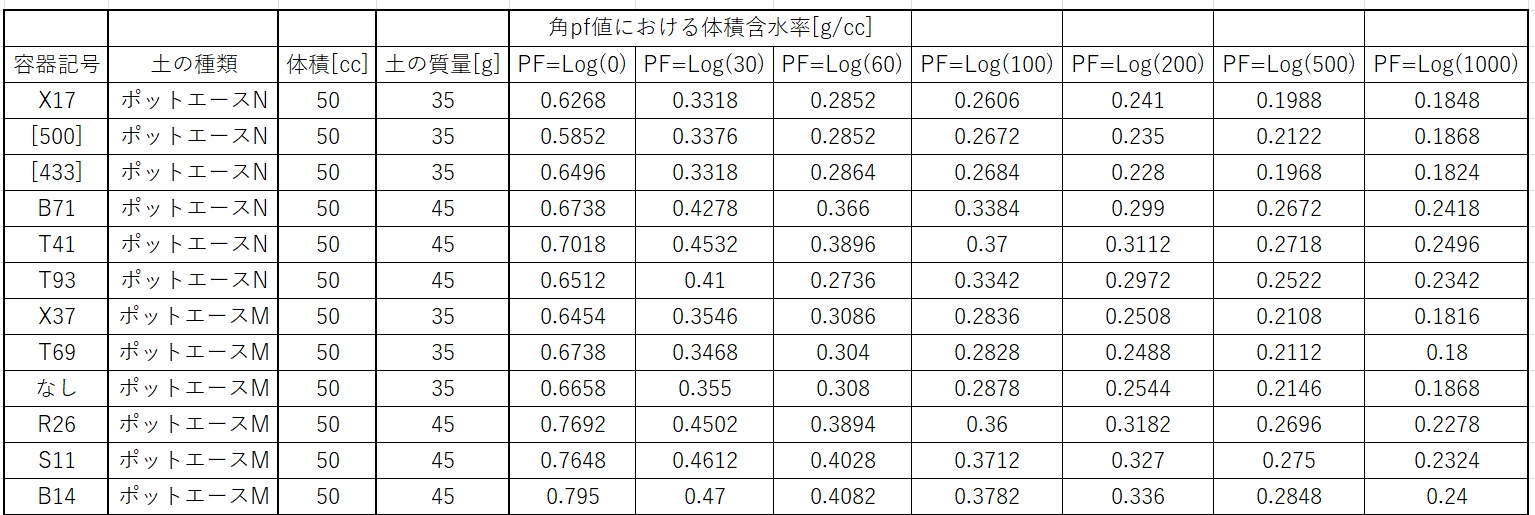 角pf値における体積含水率[g/cc]
容器記号 土の種類 体積[cc] 土の質量[g] PF=Log(0) PF=Log(30) PF=Log(60) PF=Log(100) PF=Log(200) PF=Log(500) PF=Log(1000)
X17 ポットエースN 50 35 0.6268 0.3318 0.2852 0.2606 0.241 0.1988 0.1848
[500] ポットエースN 50 35 0.5852 0.3376 0.2852 0.2672 0.235 0.2122 0.1868
[433] ポットエースN 50 35 0.6496 0.3318 0.2864 0.2684 0.228 0.1968 0.1824
B71 ポットエースN 50 45 0.6738 0.4278 0.366 0.3384 0.299 0.2672 0.2418
T41 ポットエースN 50 45 0.7018 0.4532 0.3896 0.37 0.3112 0.2718 0.2496
T93 ポットエースN 50 45 0.6512 0.41 0.2736 0.3342 0.2972 0.2522 0.2342
X37 ポットエースM 50 35 0.6454 0.3546 0.3086 0.2836 0.2508 0.2108 0.1816
T69 ポットエースM 50 35 0.6738 0.3468 0.304 0.2828 0.2488 0.2112 0.18
なし ポットエースM 50 35 0.6658 0.355 0.308 0.2878 0.2544 0.2146 0.1868
R26 ポットエースM 50 45 0.7692 0.4502 0.3894 0.36 0.3182 0.2696 0.2278
S11 ポットエースM 50 45 0.7648 0.4612 0.4028 0.3712 0.327 0.275 0.2324
B14 ポットエースM 50 45 0.795 0.47 0.4082 0.3782 0.336 0.2848 0.24